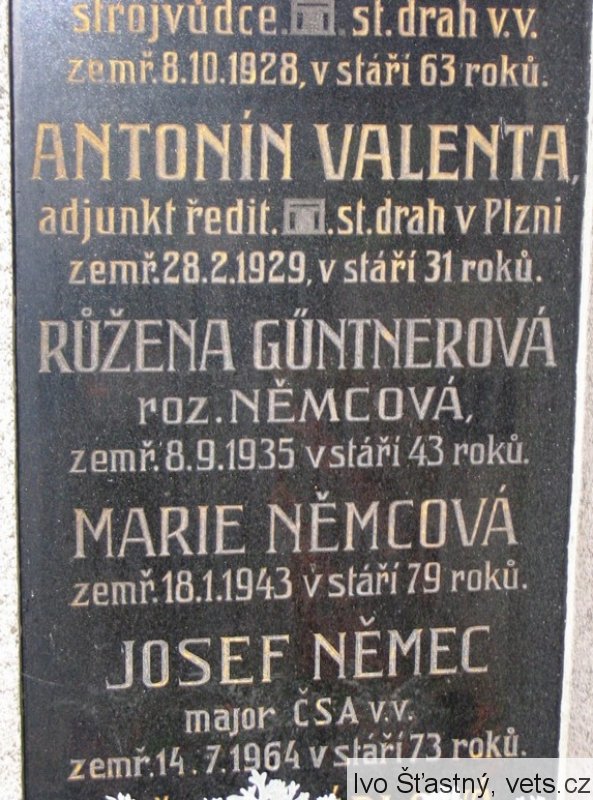 strojvůdce st. drah v.v.
zemř. 8.10.1928, v stáří 63 roků.
ANTONÍN VALENTA,
adjunkt ředit. st. drah v Plzni
zemř. 28.2.1929, v stáří 31 roků.
RŮŽENA GŰNTNEROVÁ
roz. NĚMCOVÁ,
zemř. 8.9.1935 v stáří 43 roků.
MARIE NĚMCOVÁ
zemř. 18.1.1943 v stáří 79 roků.
JOSEF NĚMEC
major ČSA v.v.
zemř. 14.7.1964 v stáří 73 roků.
Ivo Šťastný, vets.cz